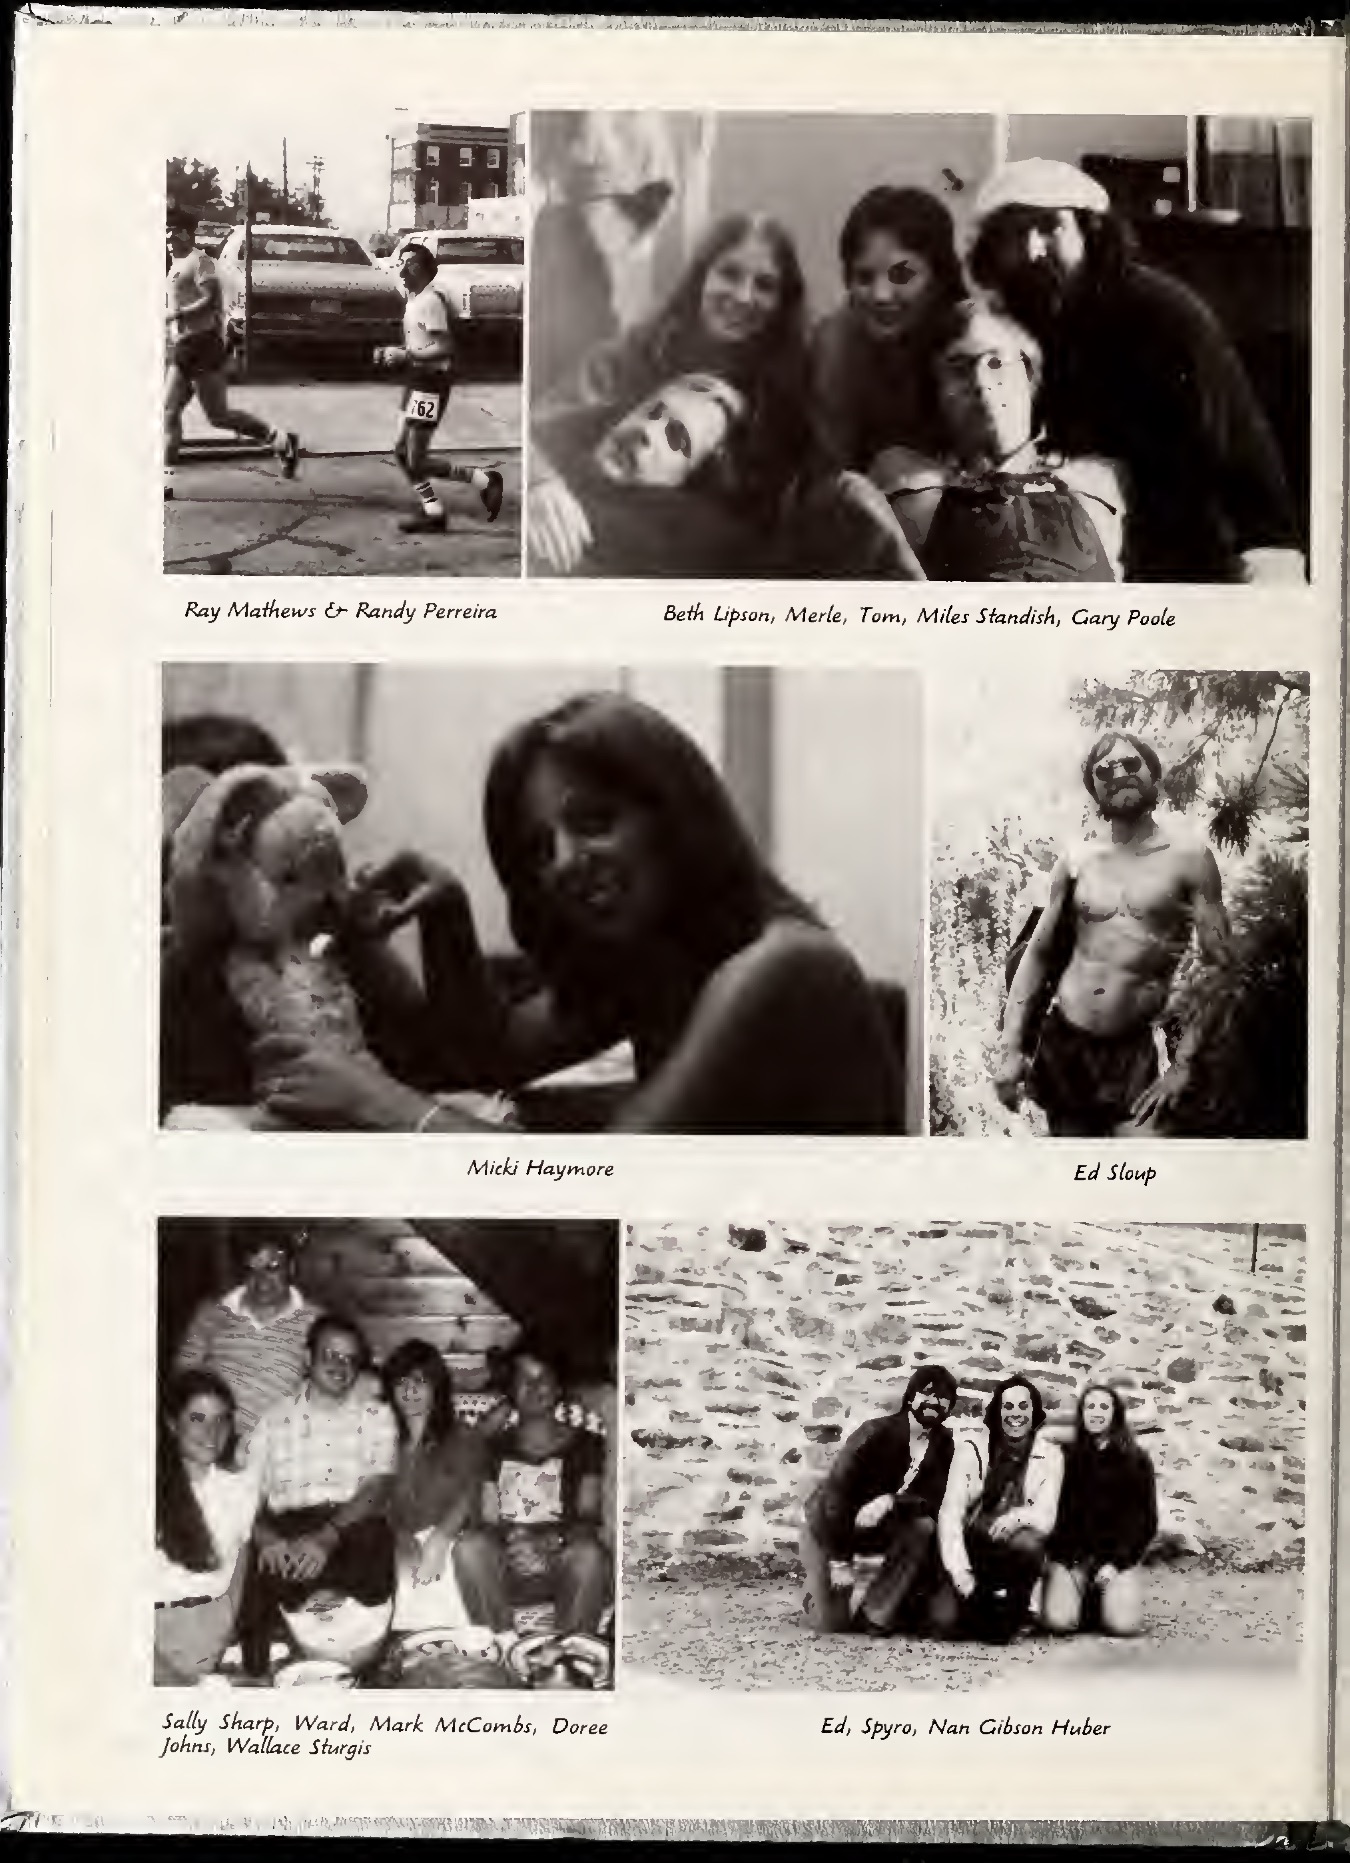 762
Ray Mathews & Randy Perreira
Beth Lipson, Merle, Tom, Miles Standish, Gary Poole
Micki Haymore
Ed Sloup
Sally Sharp, Ward, Mark McCombs, Doree
Johns, Wallace Sturgis
Ed, Spyro, Nan Gibson Huber